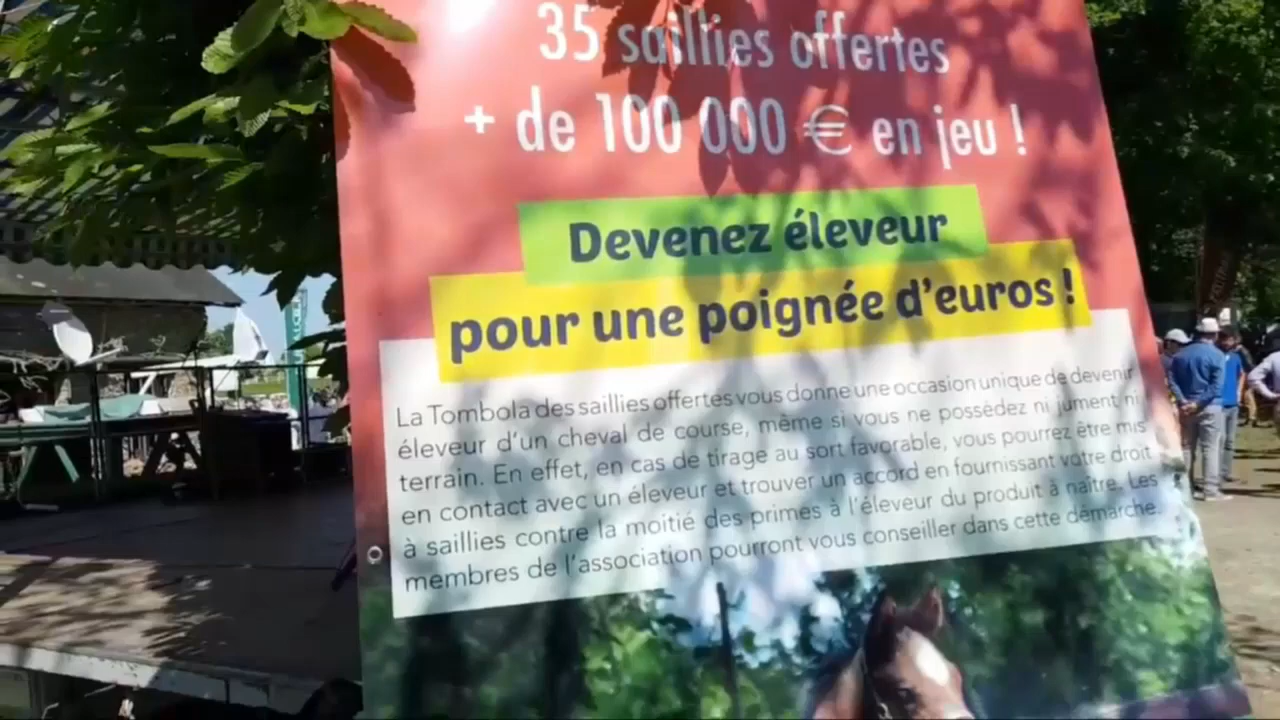 35 saillies offertes
+ de 100 000 € en jeu !
Devenez éleveur
pour une poignée d'euros !
La Tombola des saillies offertes vous donne une occasion unique de devenir
éleveur d'un cheval de course, même si vous ne possédez ni jument ni
terrain. En effet, en cas de tirage au sort favorable, vous pourrez être mis
en contact avec un éleveur et trouver un accord en fournissant votre droit
à saillies contre la moitié des primes à l'éleveur du produit à naître. Les
membres de l'association pourront vous conseiller dans cette démarche.